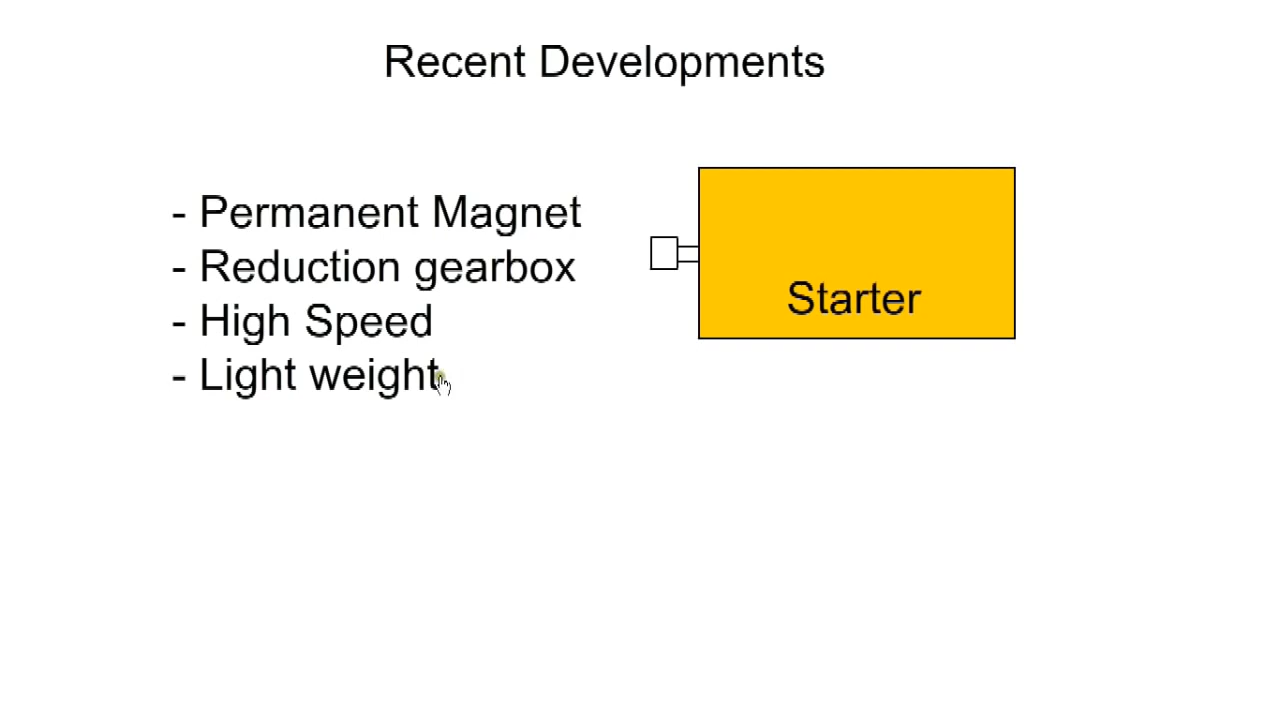 Recent Developments
- Permanent Magnet
- Reduction gearbox
- High Speed
- Light weight
Starter